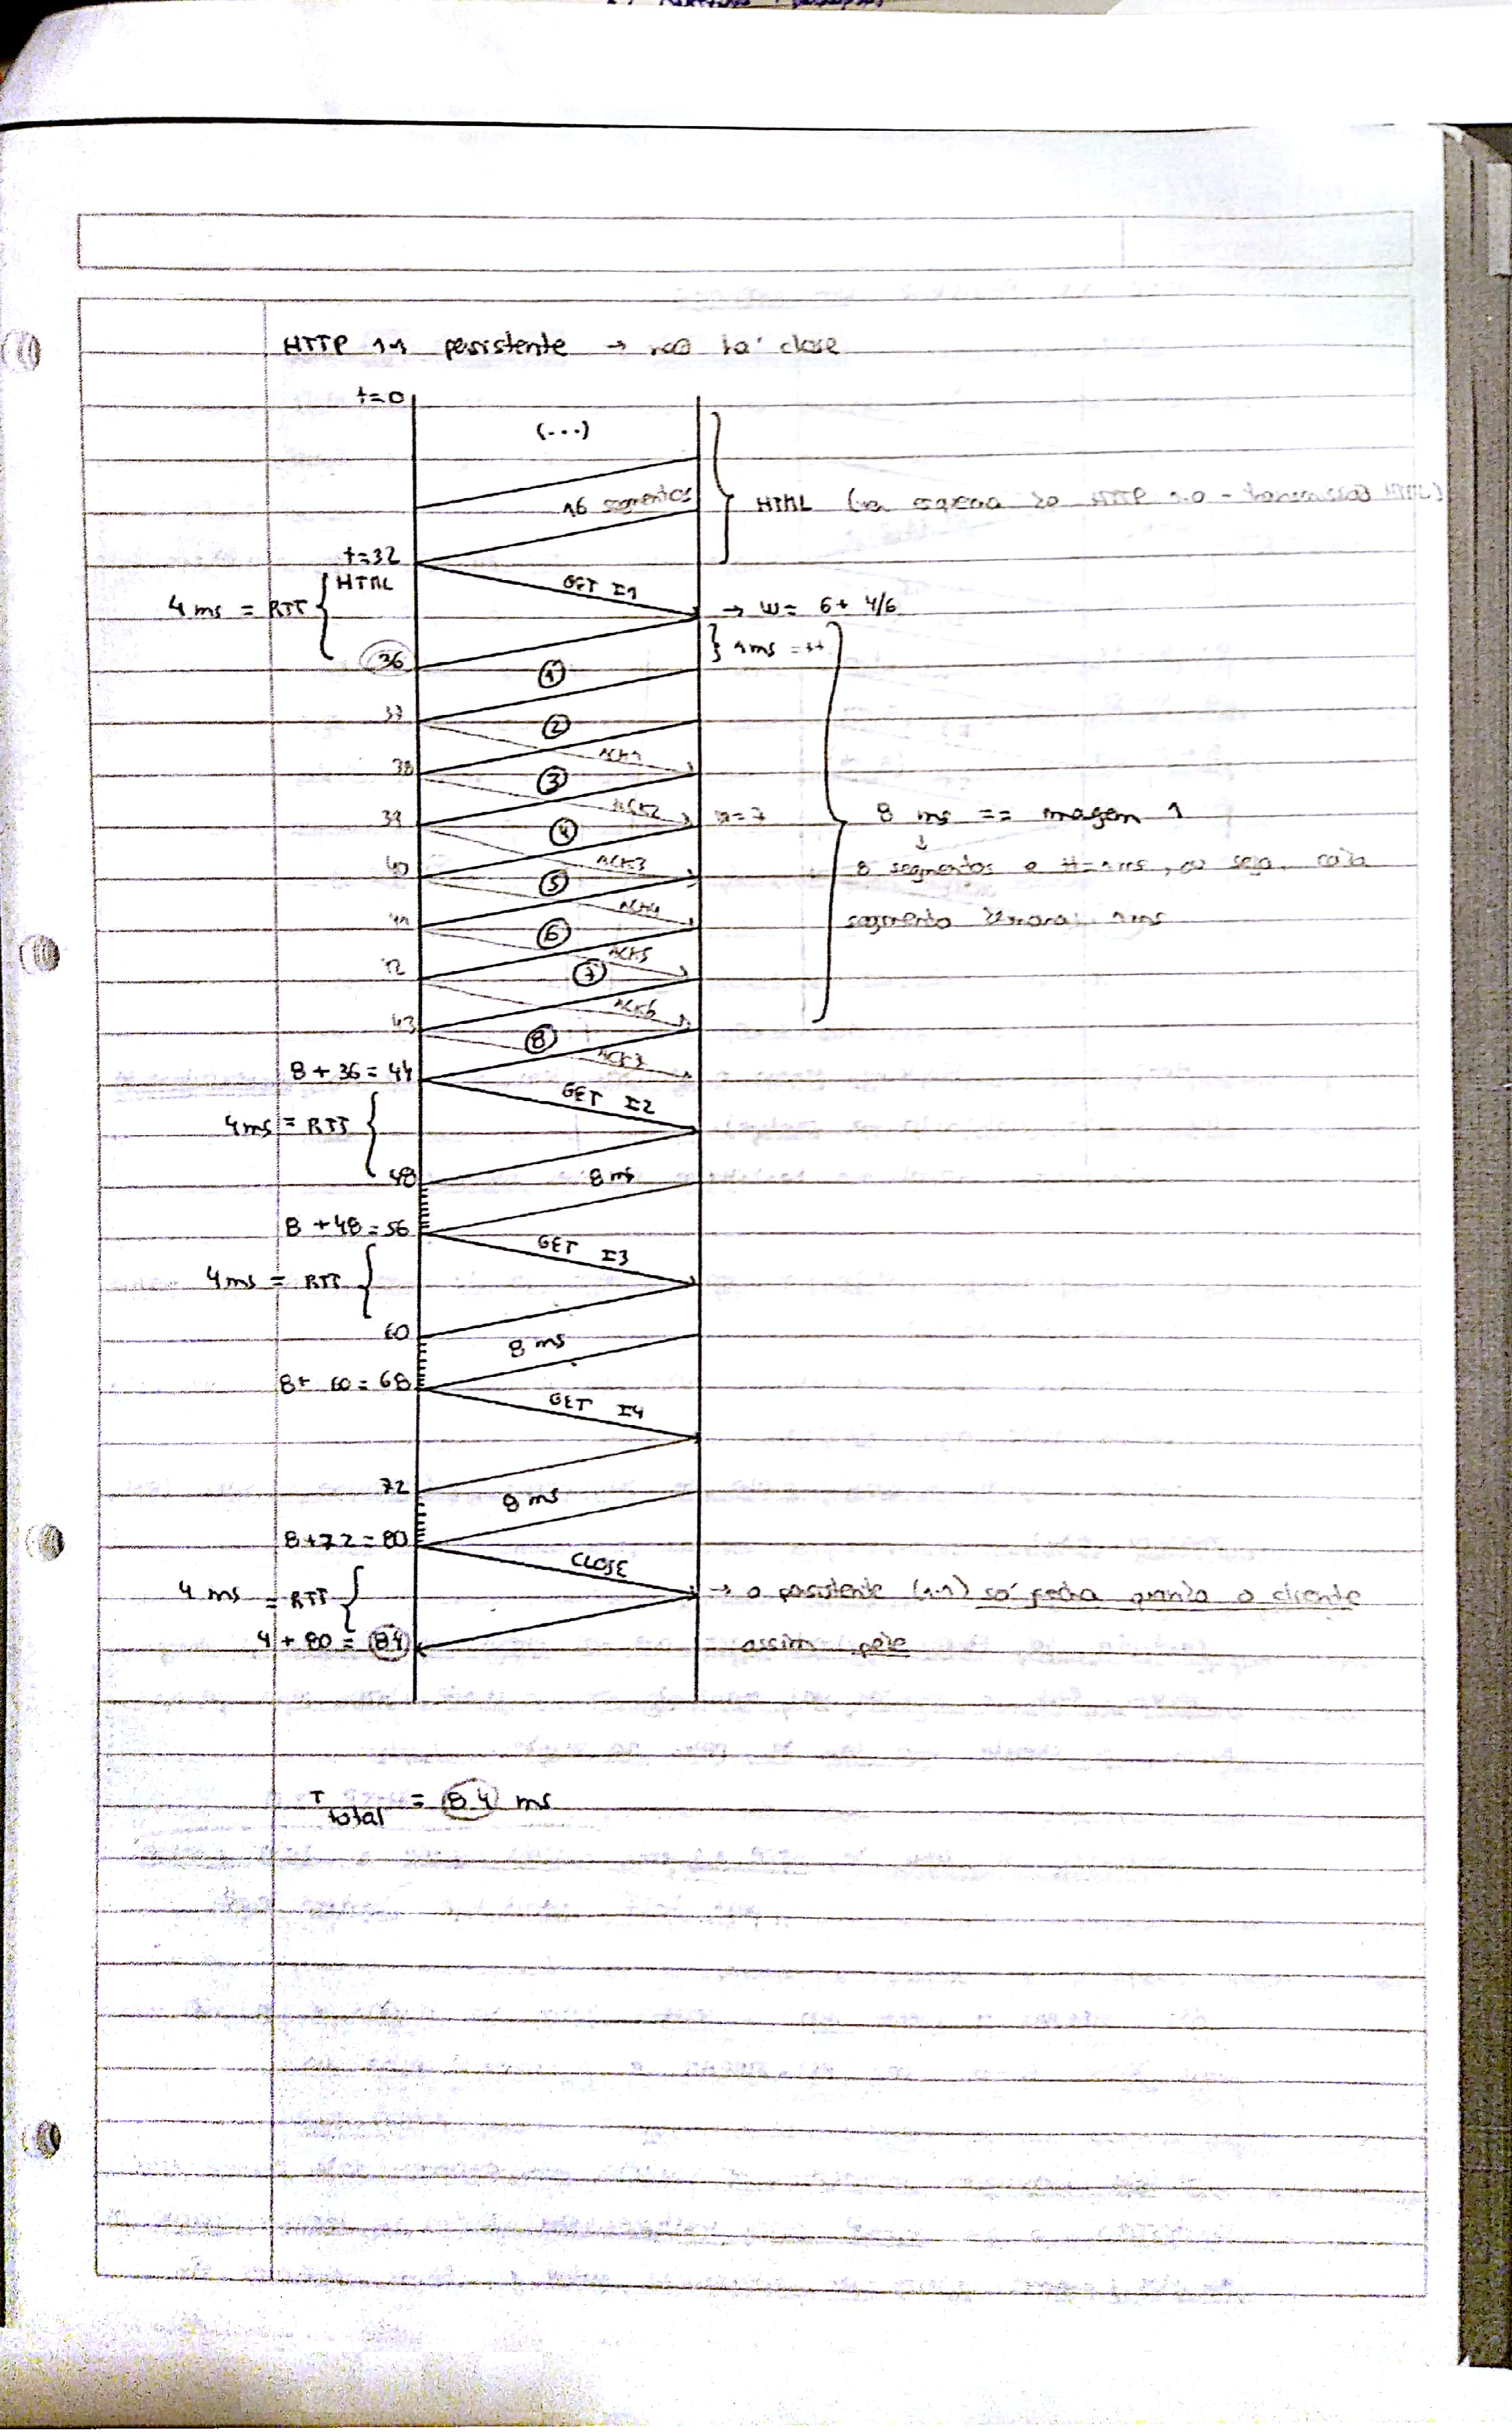 HTTP 1.1 persistente → não há close
t=0
(...)
16 segmentos
HTML (ver esquema do HTTP 1.0 - transmissão HTML)
t=32
HTML
GET I1
4 ms = RTT
→ W = 6 + 4/6
36
1ms = tt
1
37
2
ACK1
38
3
ACK2
W=7
39
4
8 ms == imagem 1
ACK3
40
5
8 segmentos e tt=1ms, ou seja, cada
ACK4
41
6
segmento demora 1ms
ACK5
42
7
ACK6
43
8
ACK7
8 + 36 = 44
GET I2
4ms = RTT
48
8 ms
8 + 48 = 56
GET I3
4ms = RTT
60
8 ms
8 + 60 = 68
GET I4
72
8 ms
8+72 = 80
CLOSE
4 ms = RTT
→ o persistente (1.1) só fecha quando o cliente
4 + 80 = 84
assim pede
T total = 84 ms